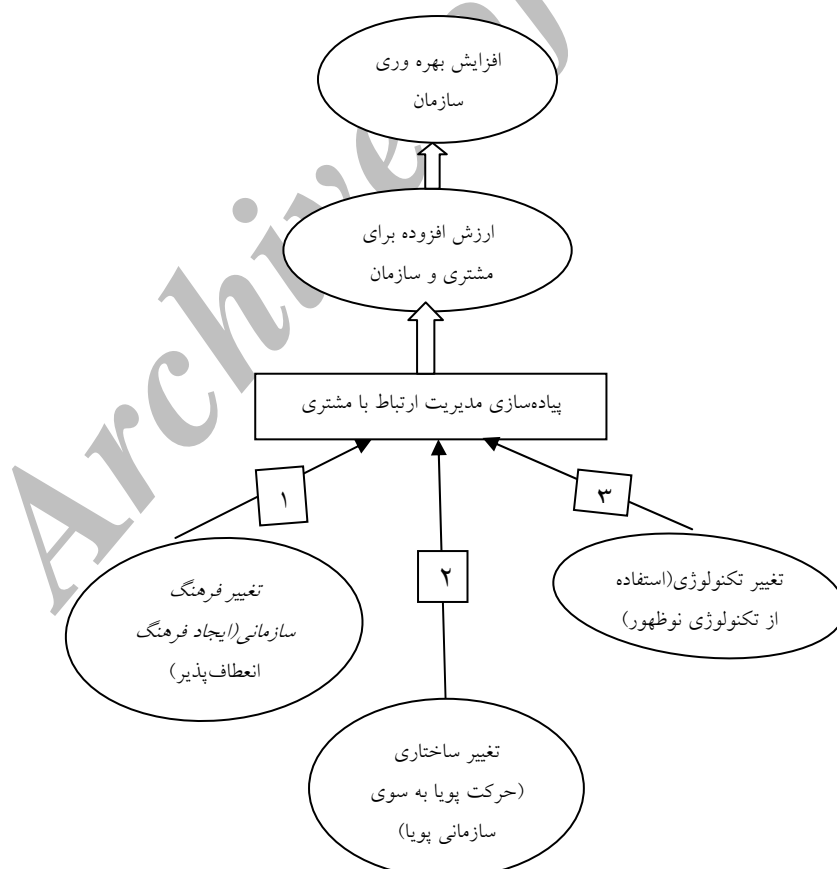 افزایش بهره وری
سازمان
ارزش افزوده برای
مشتری و سازمان
پیاده‌سازی مدیریت ارتباط با مشتری
۱
۲
۳
تغییر فرهنگ
سازمانی(ایجاد فرهنگ
انعطاف‌پذیر)
تغییر ساختاری
(حرکت پویا به سوی
سازمانی پویا)
تغییر تکنولوژی(استفاده
از تکنولوژی نوظهور)
Archive